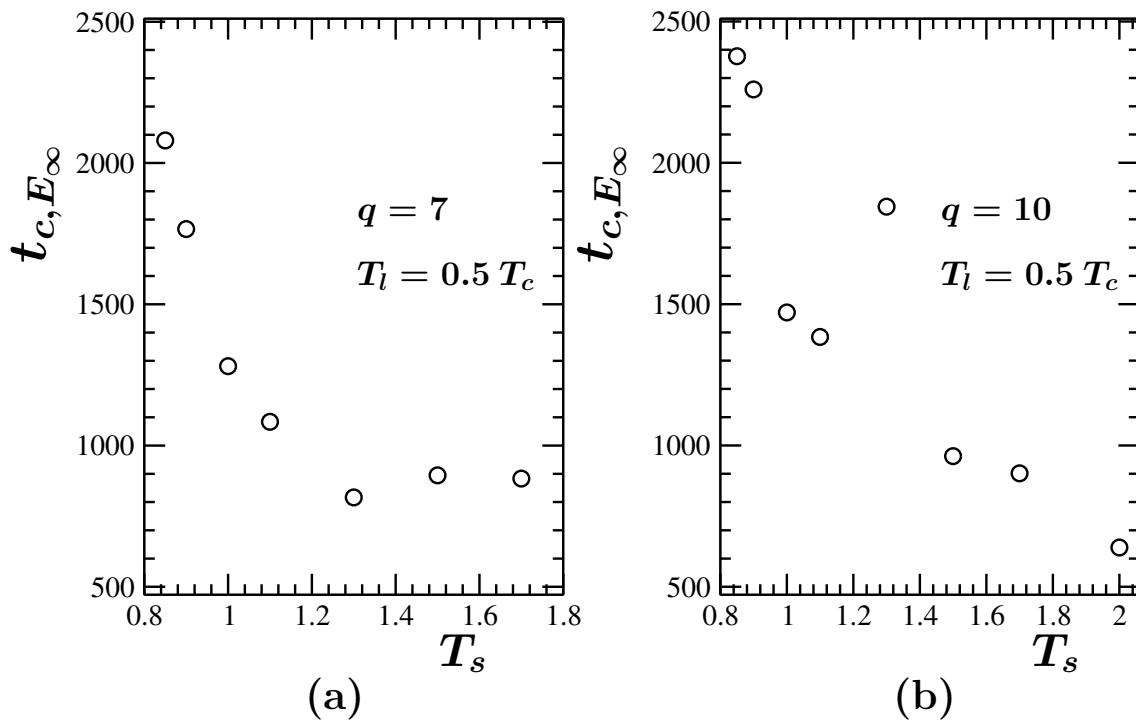 2500
2000
1500
1000
500
0.8 1 1.2 1.4 1.6 1.8
t_{c,E_∞}
T_s
q = 7
T_l = 0.5 T_c
(a)
2500
2000
1500
1000
500
0.8 1 1.2 1.4 1.6 1.8 2
t_{c,E_∞}
T_s
q = 10
T_l = 0.5 T_c
(b)